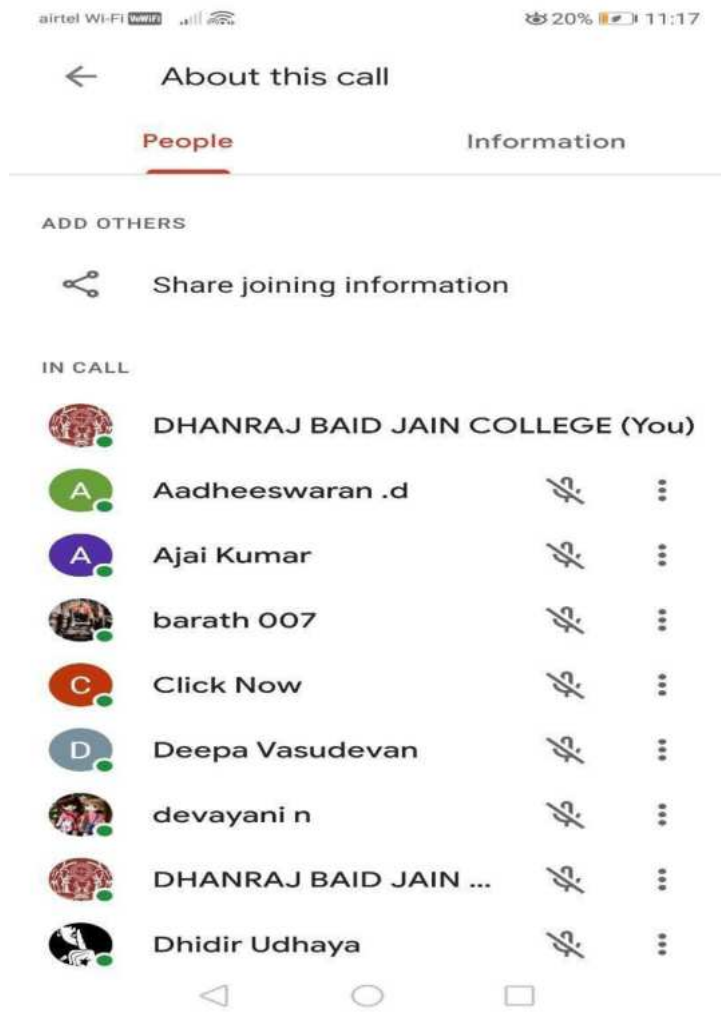 airtel Wi-Fi VoWiFi 20% 11:17
About this call
People Information
ADD OTHERS
Share joining information
IN CALL
DHANRAJ BAID JAIN COLLEGE (You)
A Aadheeswaran .d
A Ajai Kumar
barath 007
C Click Now
D Deepa Vasudevan
devayani n
DHANRAJ BAID JAIN ...
Dhidir Udhaya